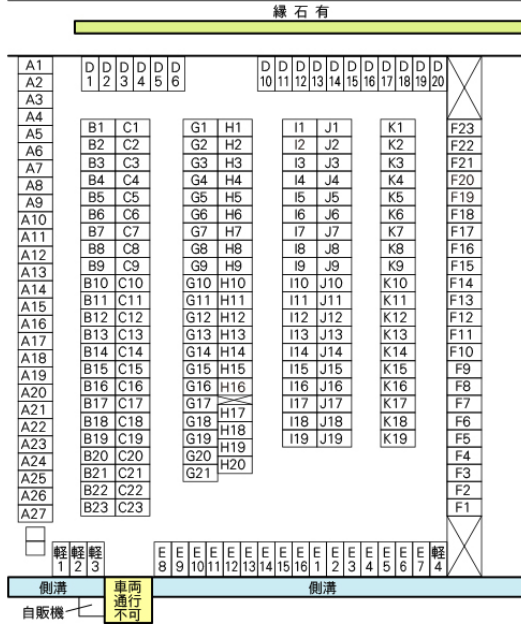 縁石有
D1 D2 D3 D4 D5 D6
D10 D11 D12 D13 D14 D15 D16 D17 D18 D19 D20
A1
A2
A3
A4
A5
A6
A7
A8
A9
A10
A11
A12
A13
A14
A15
A16
A17
A18
A19
A20
A21
A22
A23
A24
A25
A26
A27
B1 C1
B2 C2
B3 C3
B4 C4
B5 C5
B6 C6
B7 C7
B8 C8
B9 C9
B10 C10
B11 C11
B12 C12
B13 C13
B14 C14
B15 C15
B16 C16
B17 C17
B18 C18
B19 C19
B20 C20
B21 C21
B22 C22
B23 C23
G1 H1
G2 H2
G3 H3
G4 H4
G5 H5
G6 H6
G7 H7
G8 H8
G9 H9
G10 H10
G11 H11
G12 H12
G13 H13
G14 H14
G15 H15
G16 H16
G17 H17
G18 H18
G19 H19
G20 H20
G21
I1 J1
I2 J2
I3 J3
I4 J4
I5 J5
I6 J6
I7 J7
I8 J8
I9 J9
I10 J10
I11 J11
I12 J12
I13 J13
I14 J14
I15 J15
I16 J16
I17 J17
I18 J18
I19 J19
K1
K2
K3
K4
K5
K6
K7
K8
K9
K10
K11
K12
K13
K14
K15
K16
K17
K18
K19
F23
F22
F21
F20
F19
F18
F17
F16
F15
F14
F13
F12
F11
F10
F9
F8
F7
F6
F5
F4
F3
F2
F1
軽1 軽2 軽3
E8 E9 E10 E11 E12 E13 E14 E15 E16 E1 E2 E3 E4 E5 E6 E7 軽4
側溝
車両
通行
不可
側溝
自販機